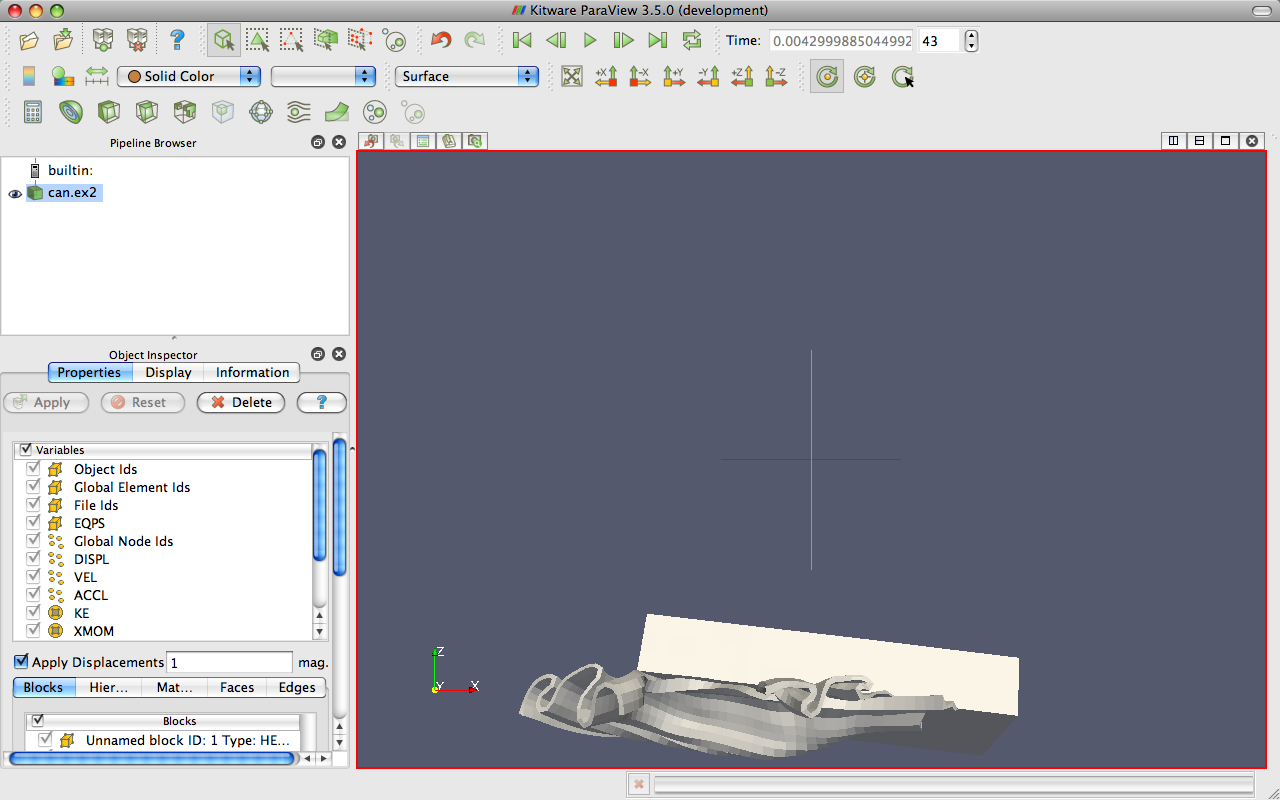 Kitware ParaView 3.5.0 (development)
?
Time: 0.0042999885044992 43
Solid Color Surface +X -X +Y -Y +Z -Z
Pipeline Browser
builtin:
can.ex2
Object Inspector
Properties Display Information
Apply Reset Delete ?
Variables
Object Ids
Global Element Ids
File Ids
EQPS
Global Node Ids
DISPL
VEL
ACCL
KE
XMOM
Apply Displacements 1 mag.
Blocks Hier... Mat... Faces Edges
Blocks
Unnamed block ID: 1 Type: HE...
Z
Y X